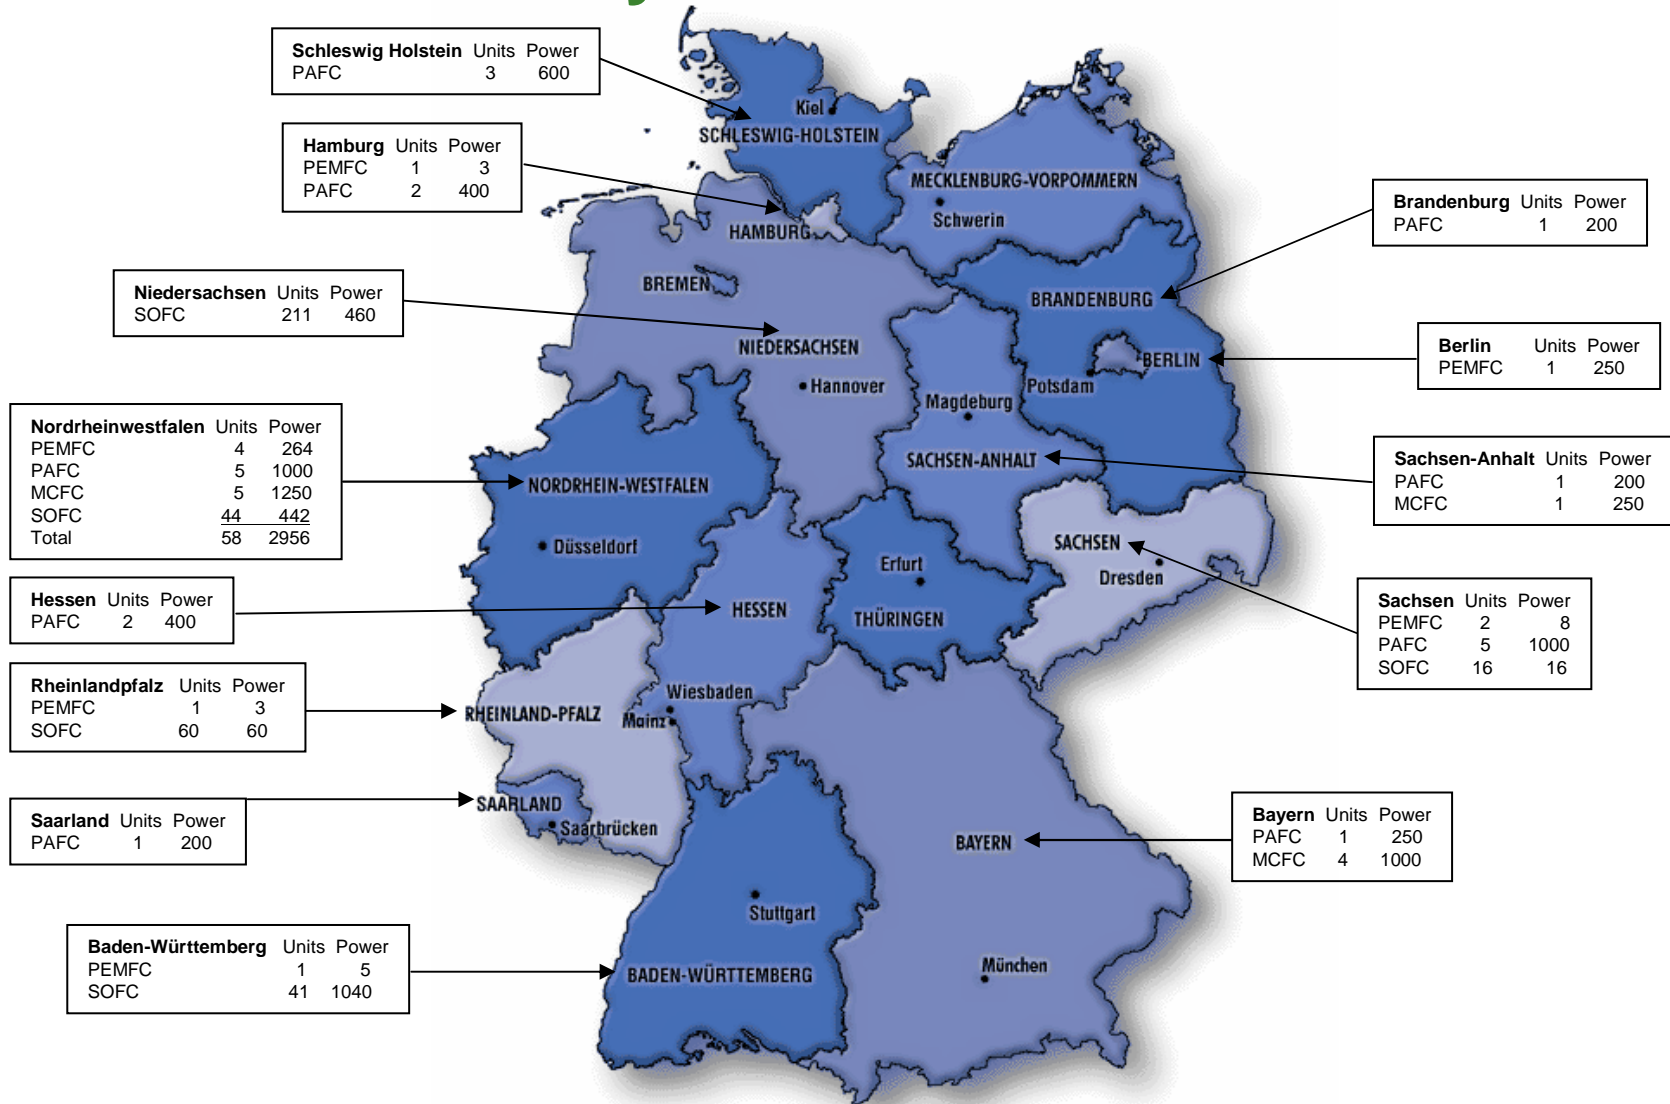 Schleswig Holstein Units Power
PAFC 3 600
Hamburg Units Power
PEMFC 1 3
PAFC 2 400
Niedersachsen Units Power
SOFC 211 460
Nordrheinwestfalen Units Power
PEMFC 4 264
PAFC 5 1000
MCFC 5 1250
SOFC 44 442
Total 58 2956
Hessen Units Power
PAFC 2 400
Rheinlandpfalz Units Power
PEMFC 1 3
SOFC 60 60
Saarland Units Power
PAFC 1 200
Baden-Württemberg Units Power
PEMFC 1 5
SOFC 41 1040
Kiel
SCHLESWIG-HOLSTEIN
MECKLENBURG-VORPOMMERN
Schwerin
HAMBURG
BREMEN
BRANDENBURG
NIEDERSACHSEN
BERLIN
Hannover
Potsdam
Magdeburg
SACHSEN-ANHALT
NORDRHEIN-WESTFALEN
Düsseldorf
SACHSEN
Dresden
Erfurt
HESSEN
THÜRINGEN
Wiesbaden
RHEINLAND-PFALZ
Mainz
SAARLAND
Saarbrücken
BAYERN
Stuttgart
München
BADEN-WÜRTTEMBERG
Brandenburg Units Power
PAFC 1 200
Berlin Units Power
PEMFC 1 250
Sachsen-Anhalt Units Power
PAFC 1 200
MCFC 1 250
Sachsen Units Power
PEMFC 2 8
PAFC 5 1000
SOFC 16 16
Bayern Units Power
PAFC 1 250
MCFC 4 1000